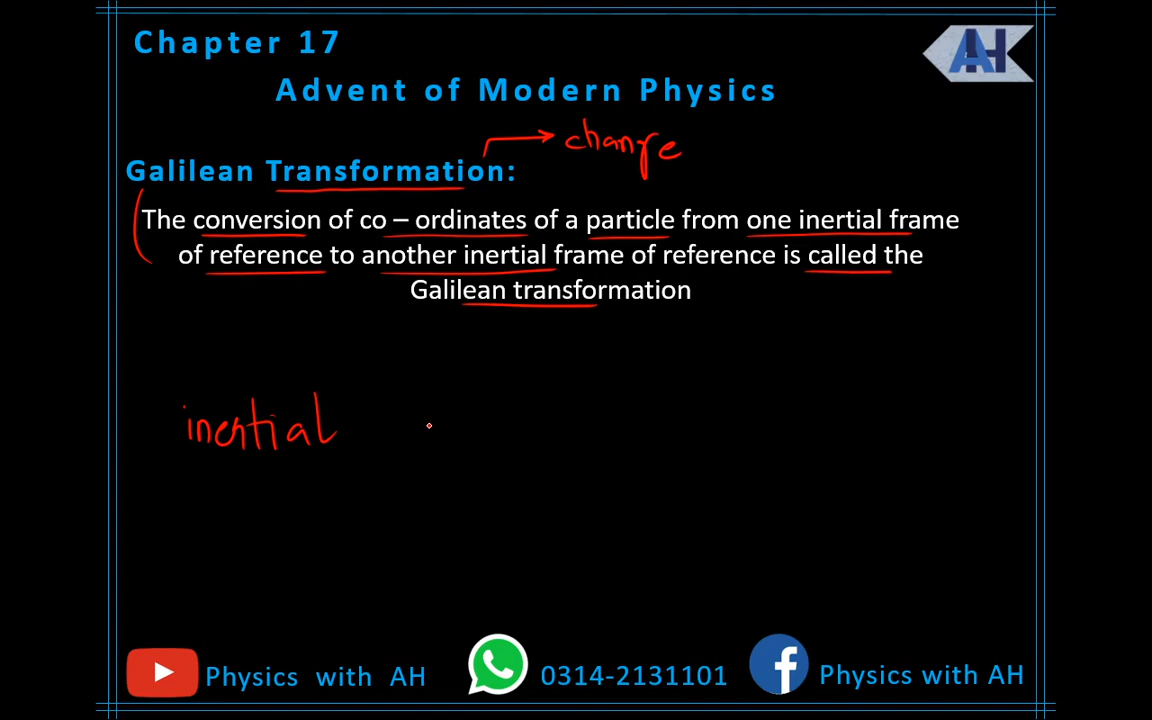 Chapter 17
AH
Advent of Modern Physics
change
Galilean Transformation:
The conversion of co – ordinates of a particle from one inertial frame
of reference to another inertial frame of reference is called the
Galilean transformation
inertial
Physics with AH
0314-2131101
Physics with AH